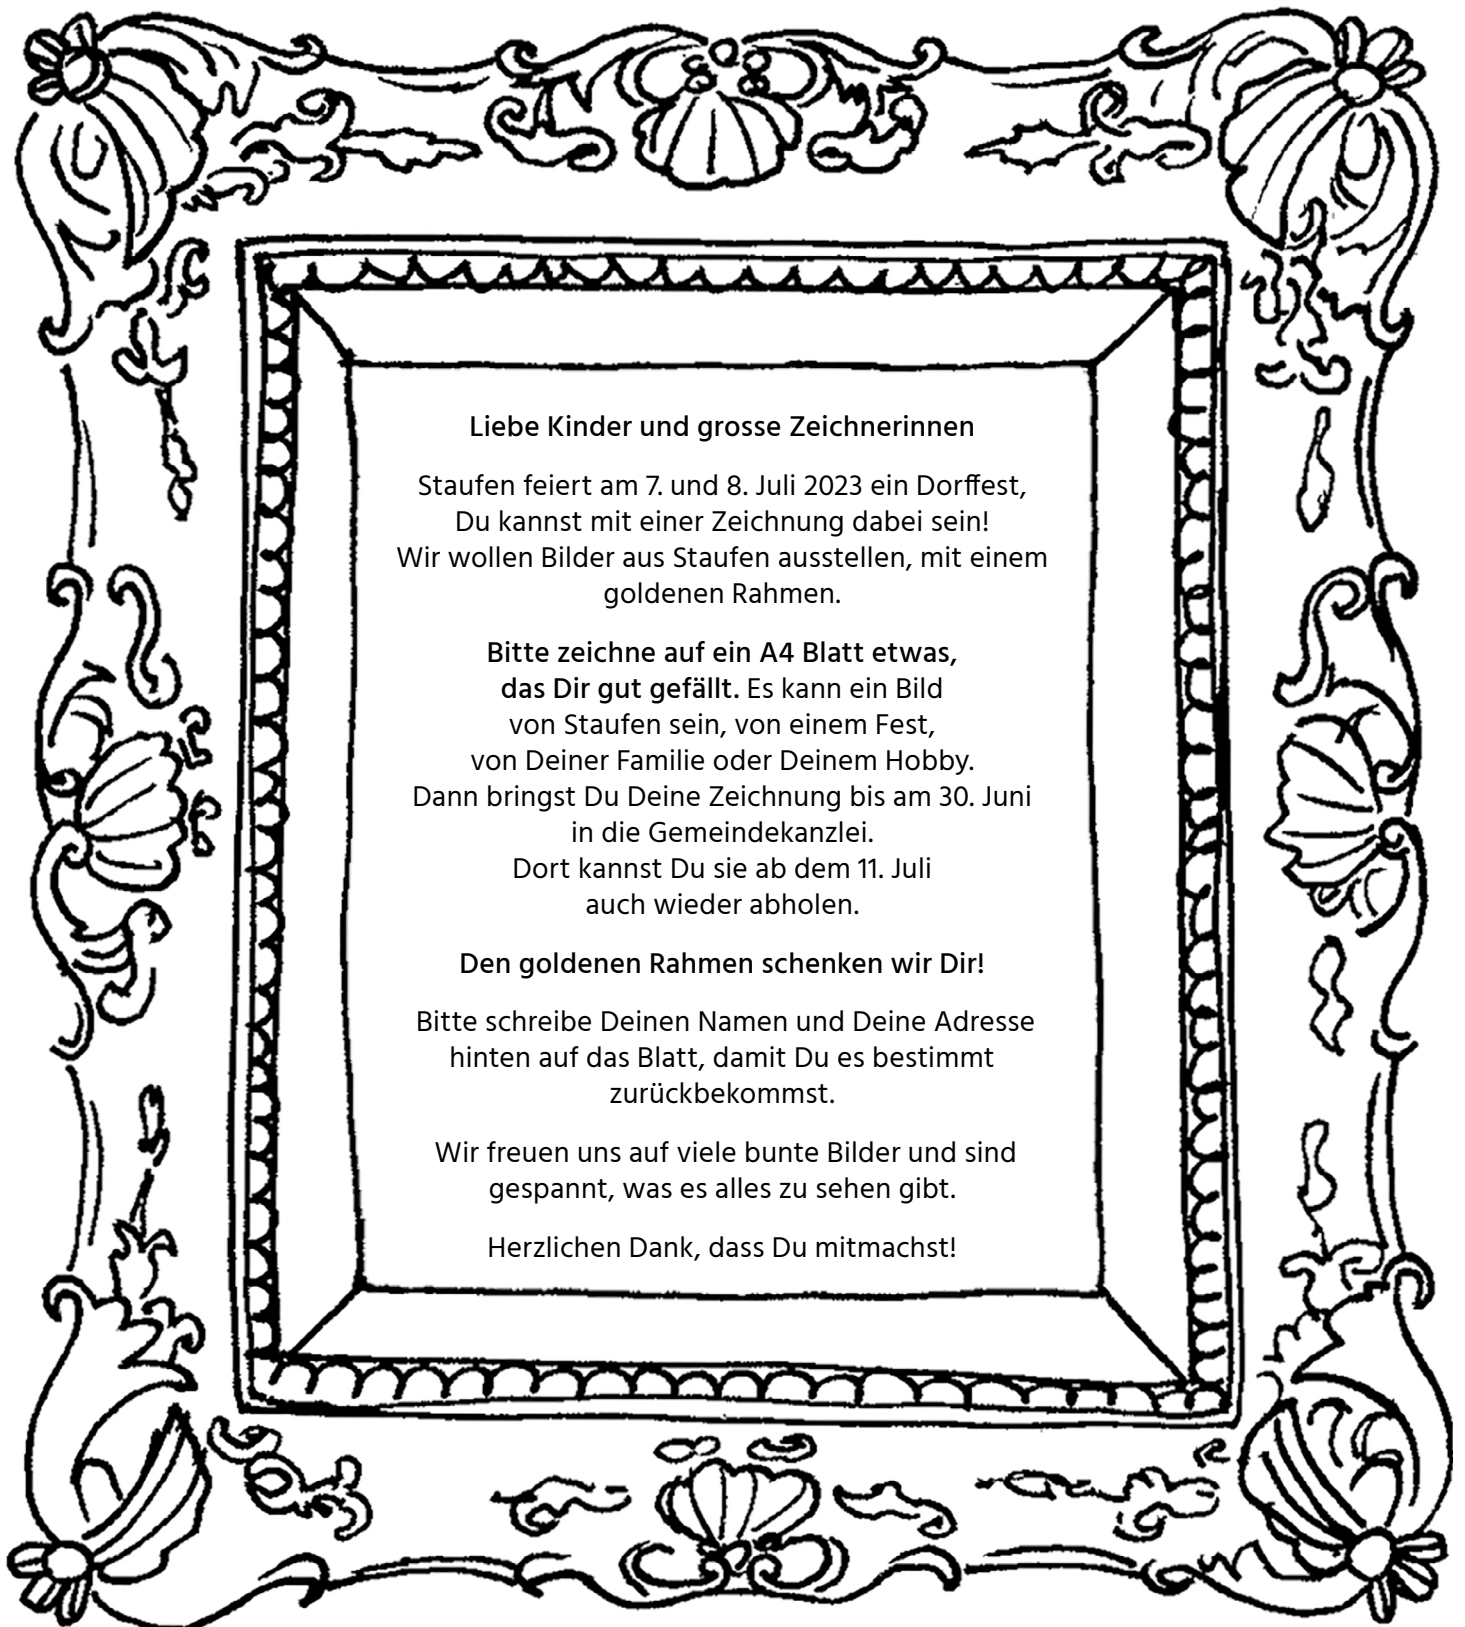 Liebe Kinder und grosse Zeichnerinnen
Staufen feiert am 7. und 8. Juli 2023 ein Dorffest,
Du kannst mit einer Zeichnung dabei sein!
Wir wollen Bilder aus Staufen ausstellen, mit einem
goldenen Rahmen.
Bitte zeichne auf ein A4 Blatt etwas,
das Dir gut gefällt. Es kann ein Bild
von Staufen sein, von einem Fest,
von Deiner Familie oder Deinem Hobby.
Dann bringst Du Deine Zeichnung bis am 30. Juni
in die Gemeindekanzlei.
Dort kannst Du sie ab dem 11. Juli
auch wieder abholen.
Den goldenen Rahmen schenken wir Dir!
Bitte schreibe Deinen Namen und Deine Adresse
hinten auf das Blatt, damit Du es bestimmt
zurückbekommst.
Wir freuen uns auf viele bunte Bilder und sind
gespannt, was es alles zu sehen gibt.
Herzlichen Dank, dass Du mitmachst!